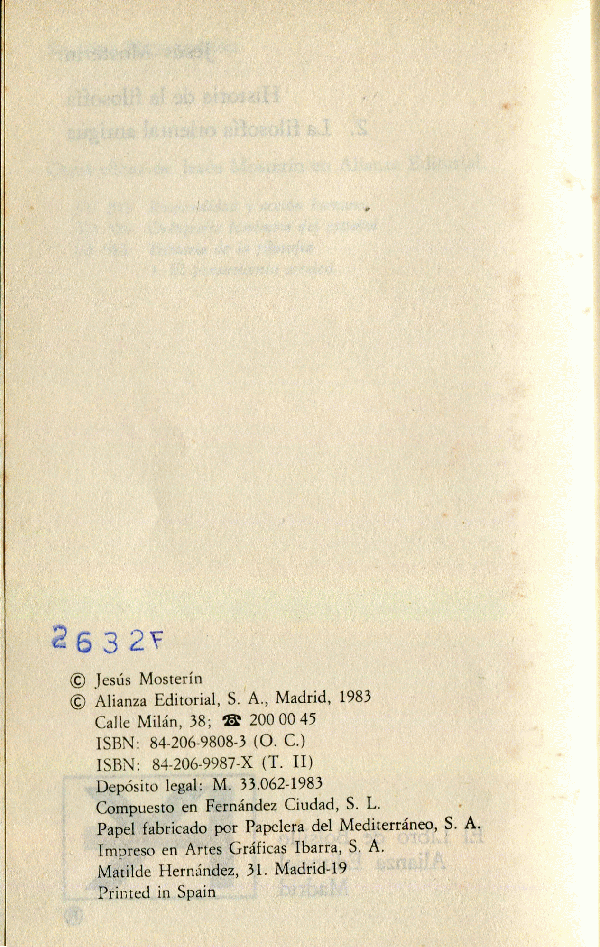 2632F
© Jesús Mosterín
© Alianza Editorial, S. A., Madrid, 1983
Calle Milán, 38; ☎ 200 00 45
ISBN: 84-206-9808-3 (O. C.)
ISBN: 84-206-9987-X (T. II)
Depósito legal: M. 33.062-1983
Compuesto en Fernández Ciudad, S. L.
Papel fabricado por Papelera del Mediterráneo, S. A.
Impreso en Artes Gráficas Ibarra, S. A.
Matilde Hernández, 31. Madrid-19
Printed in Spain